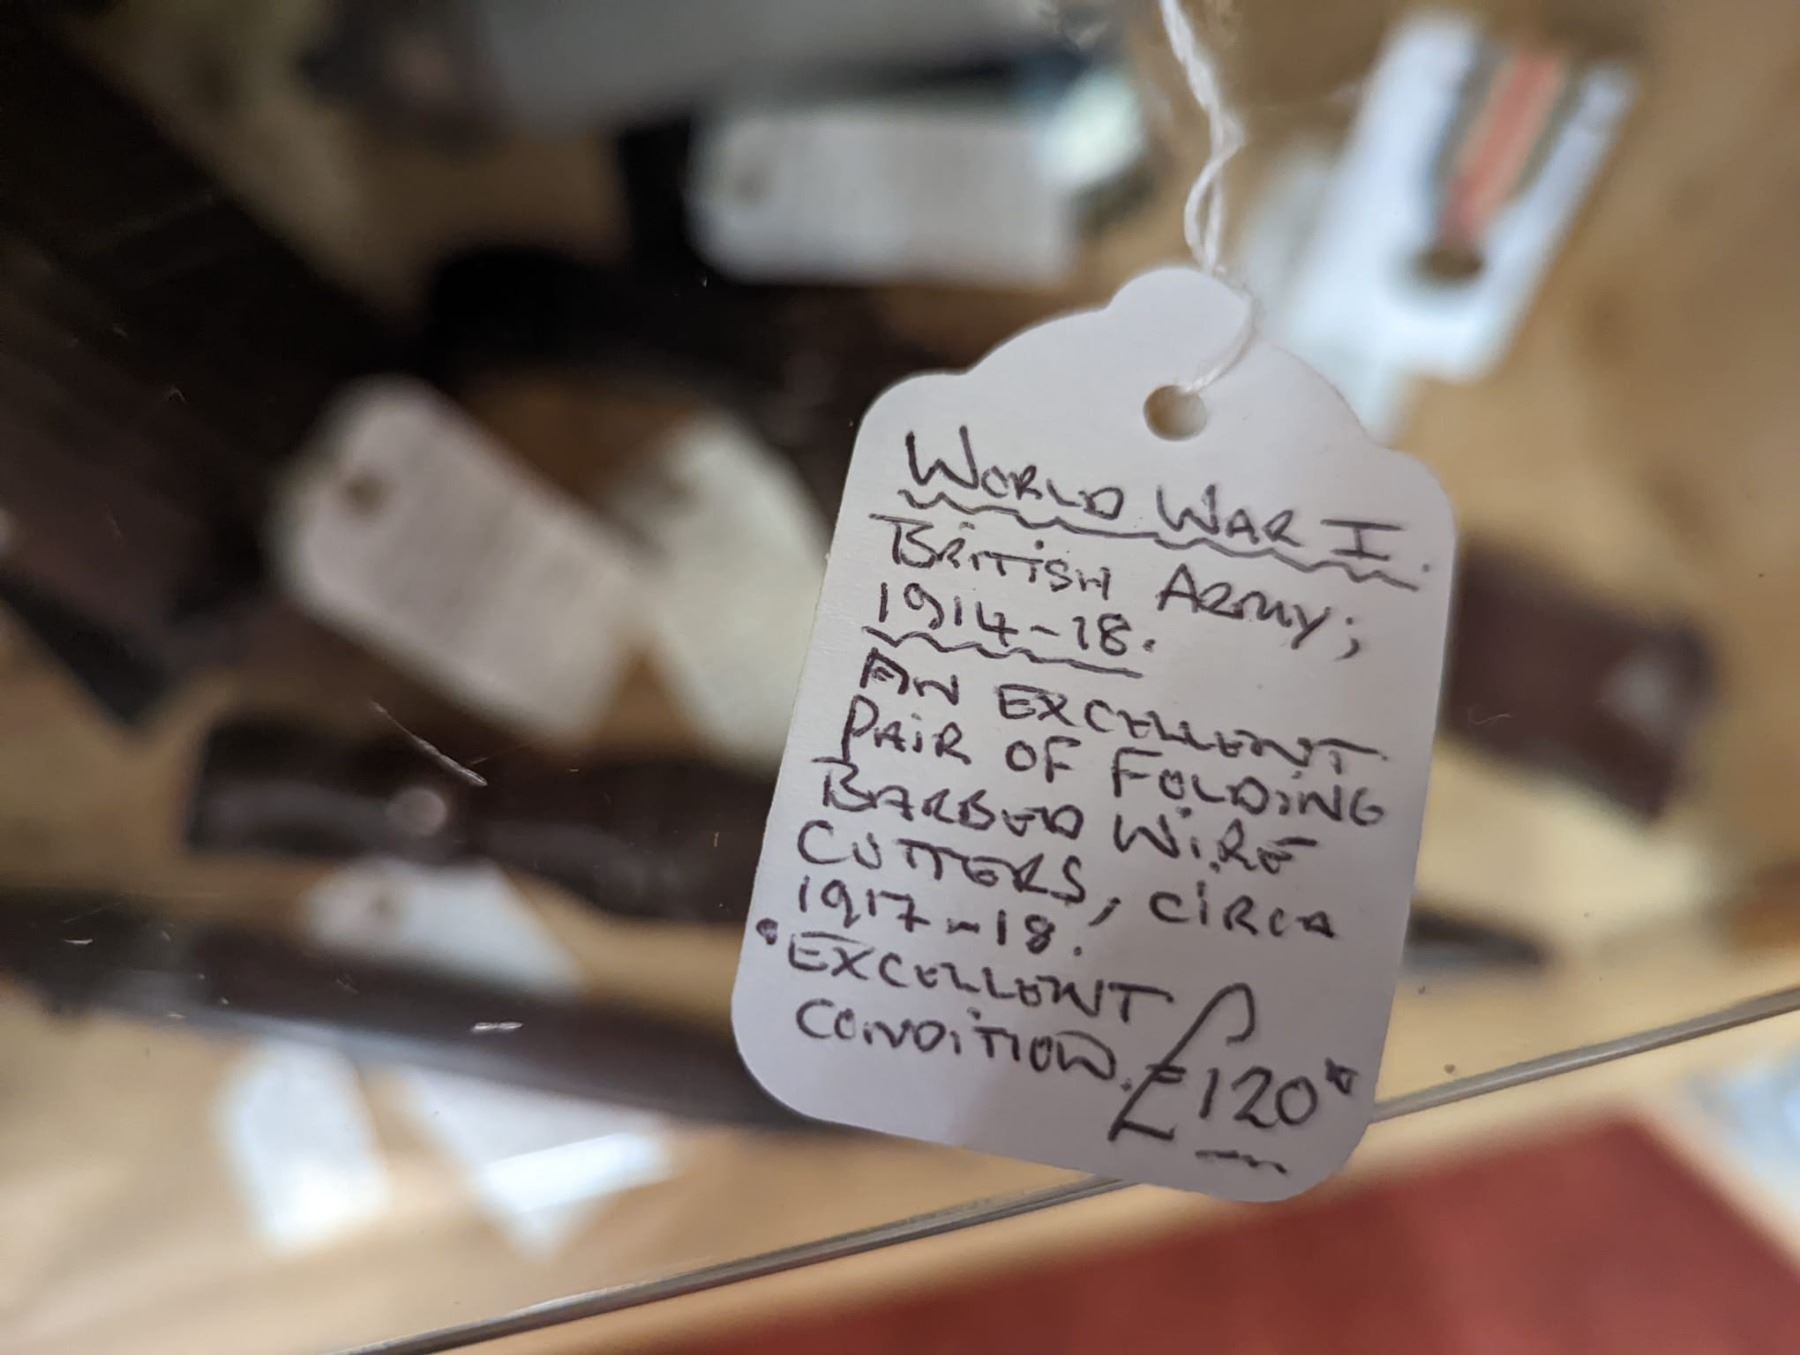 WORLD WAR I.
BRITISH ARMY;
1914-18.
AN EXCELLENT
PAIR OF FOLDING
BARBED WIRE
CUTTERS, CIRCA
1917-18.
• EXCELLENT
CONDITION. £120*